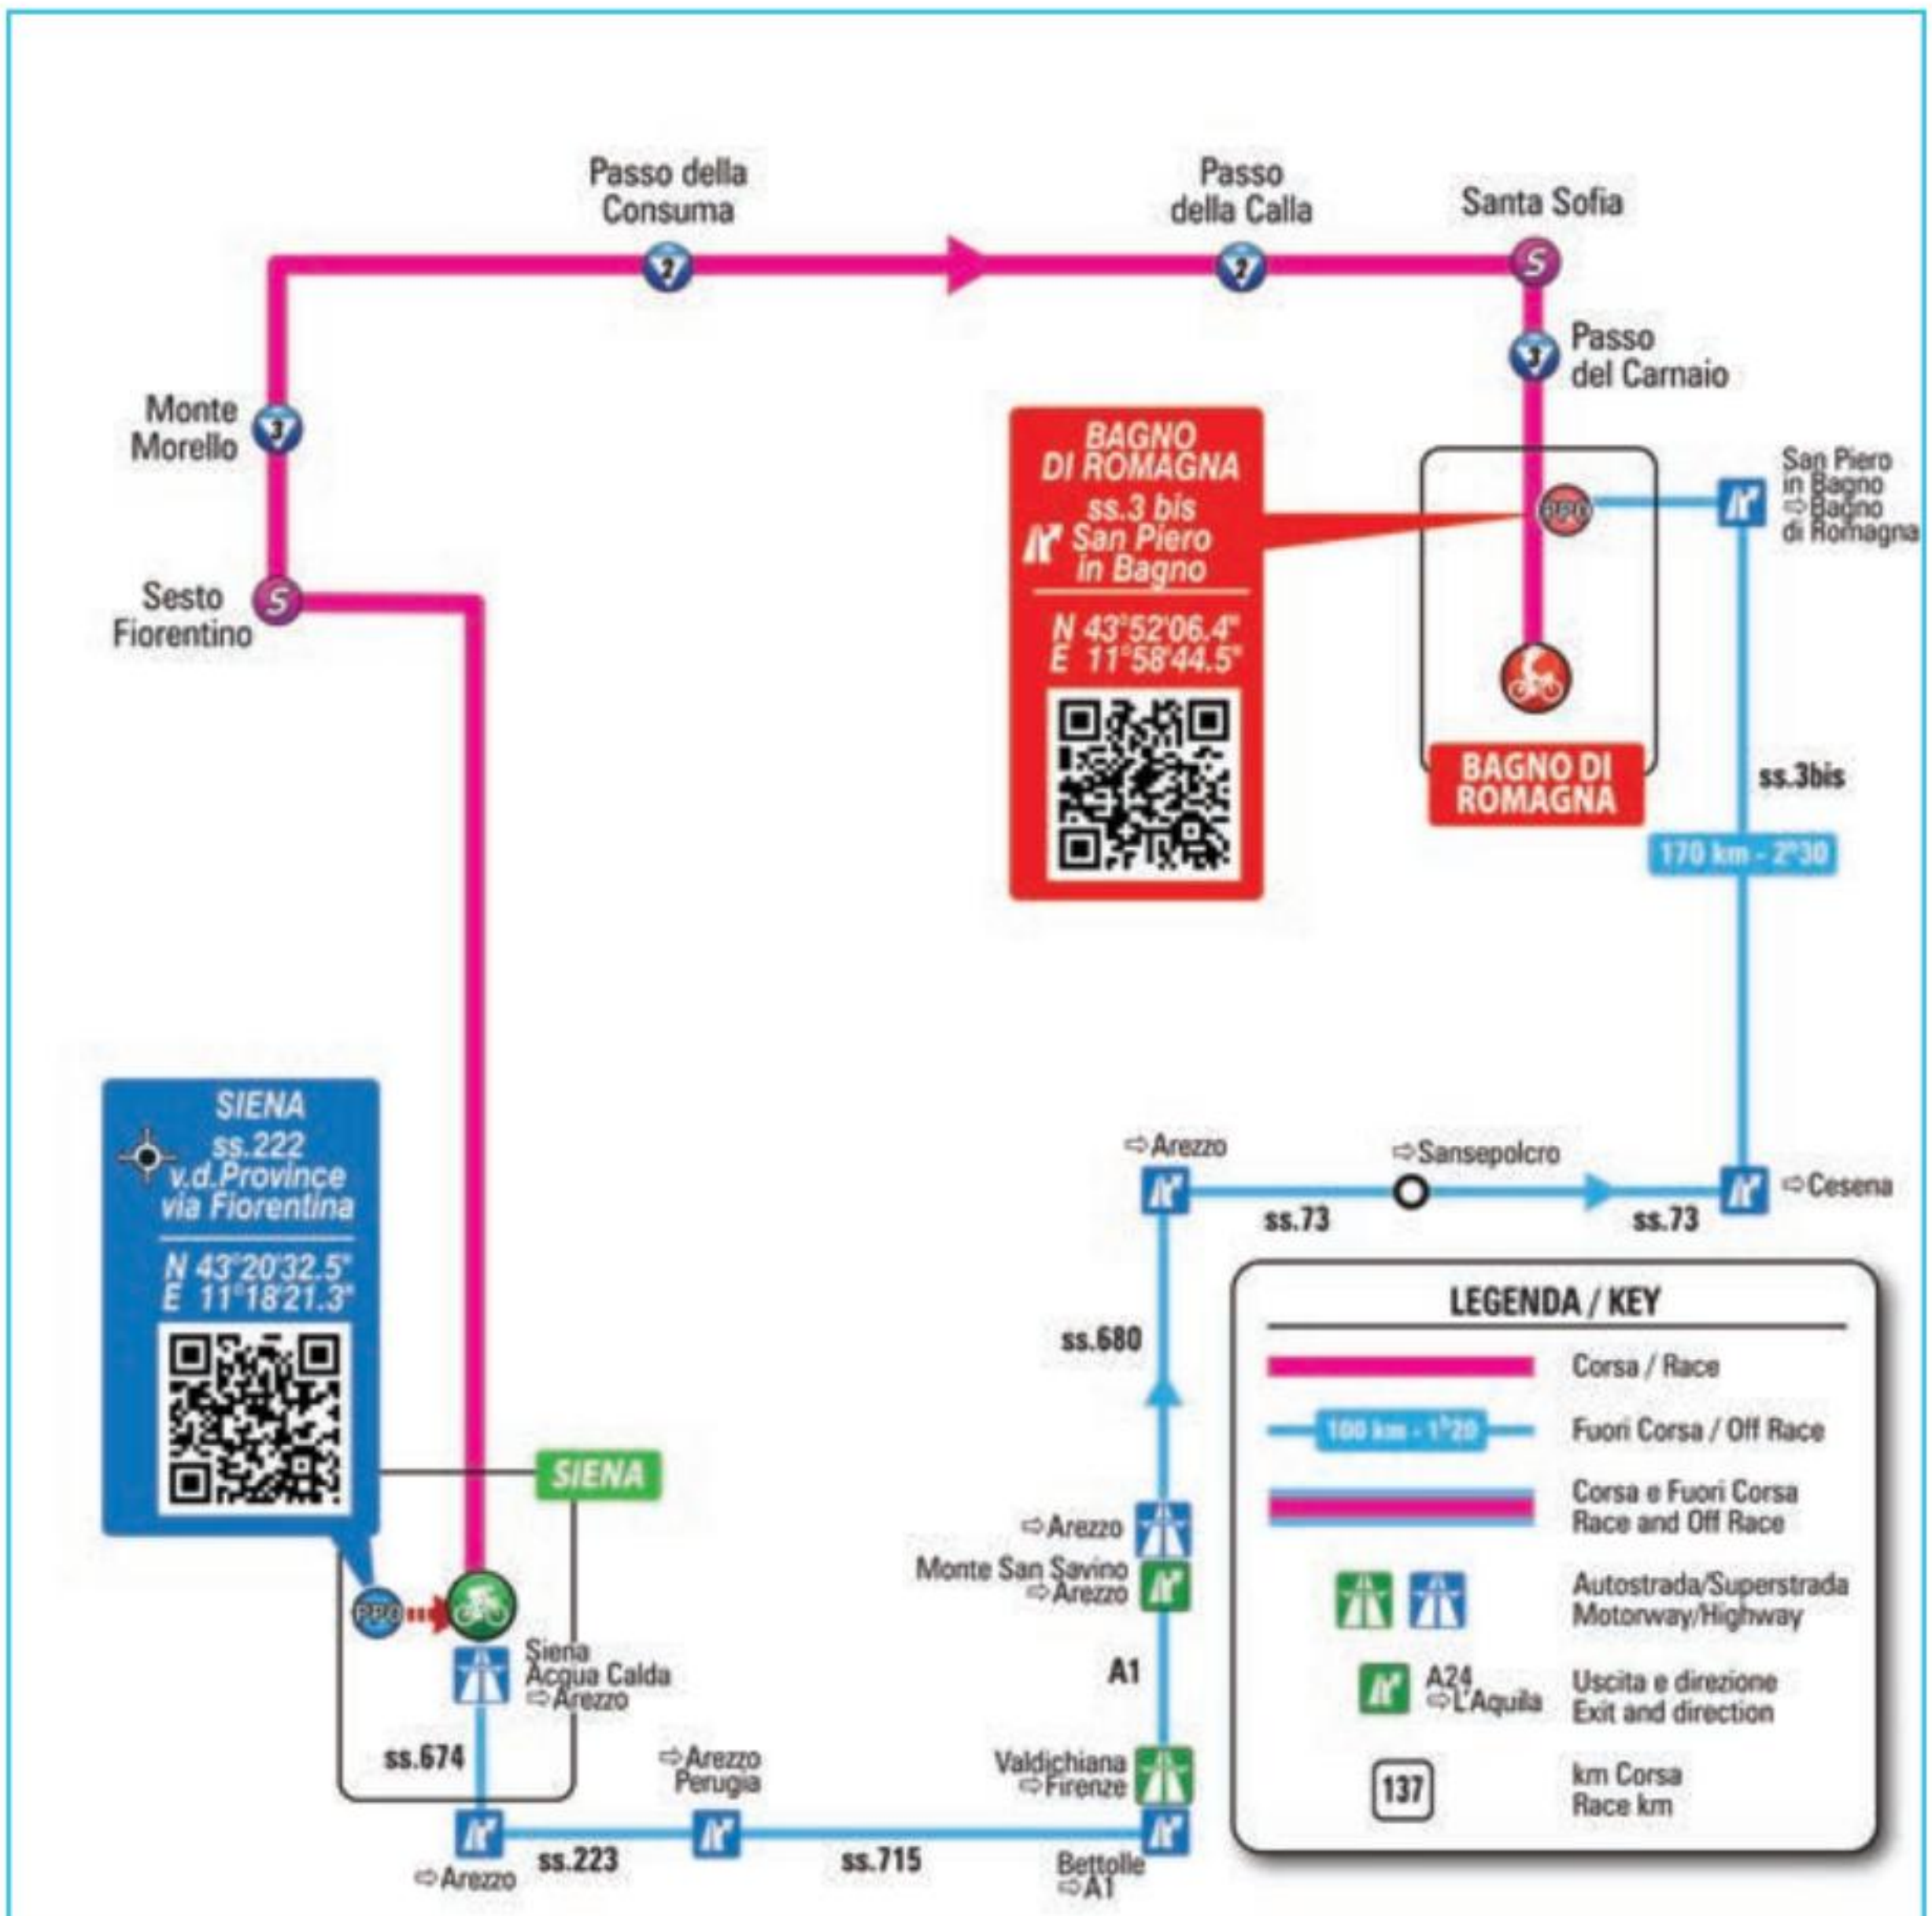 Passo della
Consuma
2
Passo
della Calla
2
Santa Sofia
S
3
Passo
del Carnaio
Monte
Morello
3
Sesto
Fiorentino
S
BAGNO
DI ROMAGNA
ss.3 bis
San Piero
in Bagno
N 43°52'06.4"
E 11°58'44.5"
PPO
San Piero
in Bagno
⇨Bagno
di Romagna
BAGNO DI
ROMAGNA
ss.3bis
170 km - 2h30
SIENA
ss.222
v.d.Province
via Fiorentina
N 43°20'32.5"
E 11°18'21.3"
SIENA
PPO
Siena
Acqua Calda
⇨Arezzo
ss.674
⇨Arezzo
ss.223
⇨Arezzo
Perugia
ss.715
Bettolle
⇨A1
Valdichiana
⇨Firenze
A1
Monte San Savino
⇨Arezzo
⇨Arezzo
ss.680
⇨Arezzo
ss.73
⇨Sansepolcro
ss.73
⇨Cesena
LEGENDA / KEY
Corsa / Race
100 km - 1h20
Fuori Corsa / Off Race
Corsa e Fuori Corsa
Race and Off Race
Autostrada/Superstrada
Motorway/Highway
A24
⇨L'Aquila
Uscita e direzione
Exit and direction
137
km Corsa
Race km